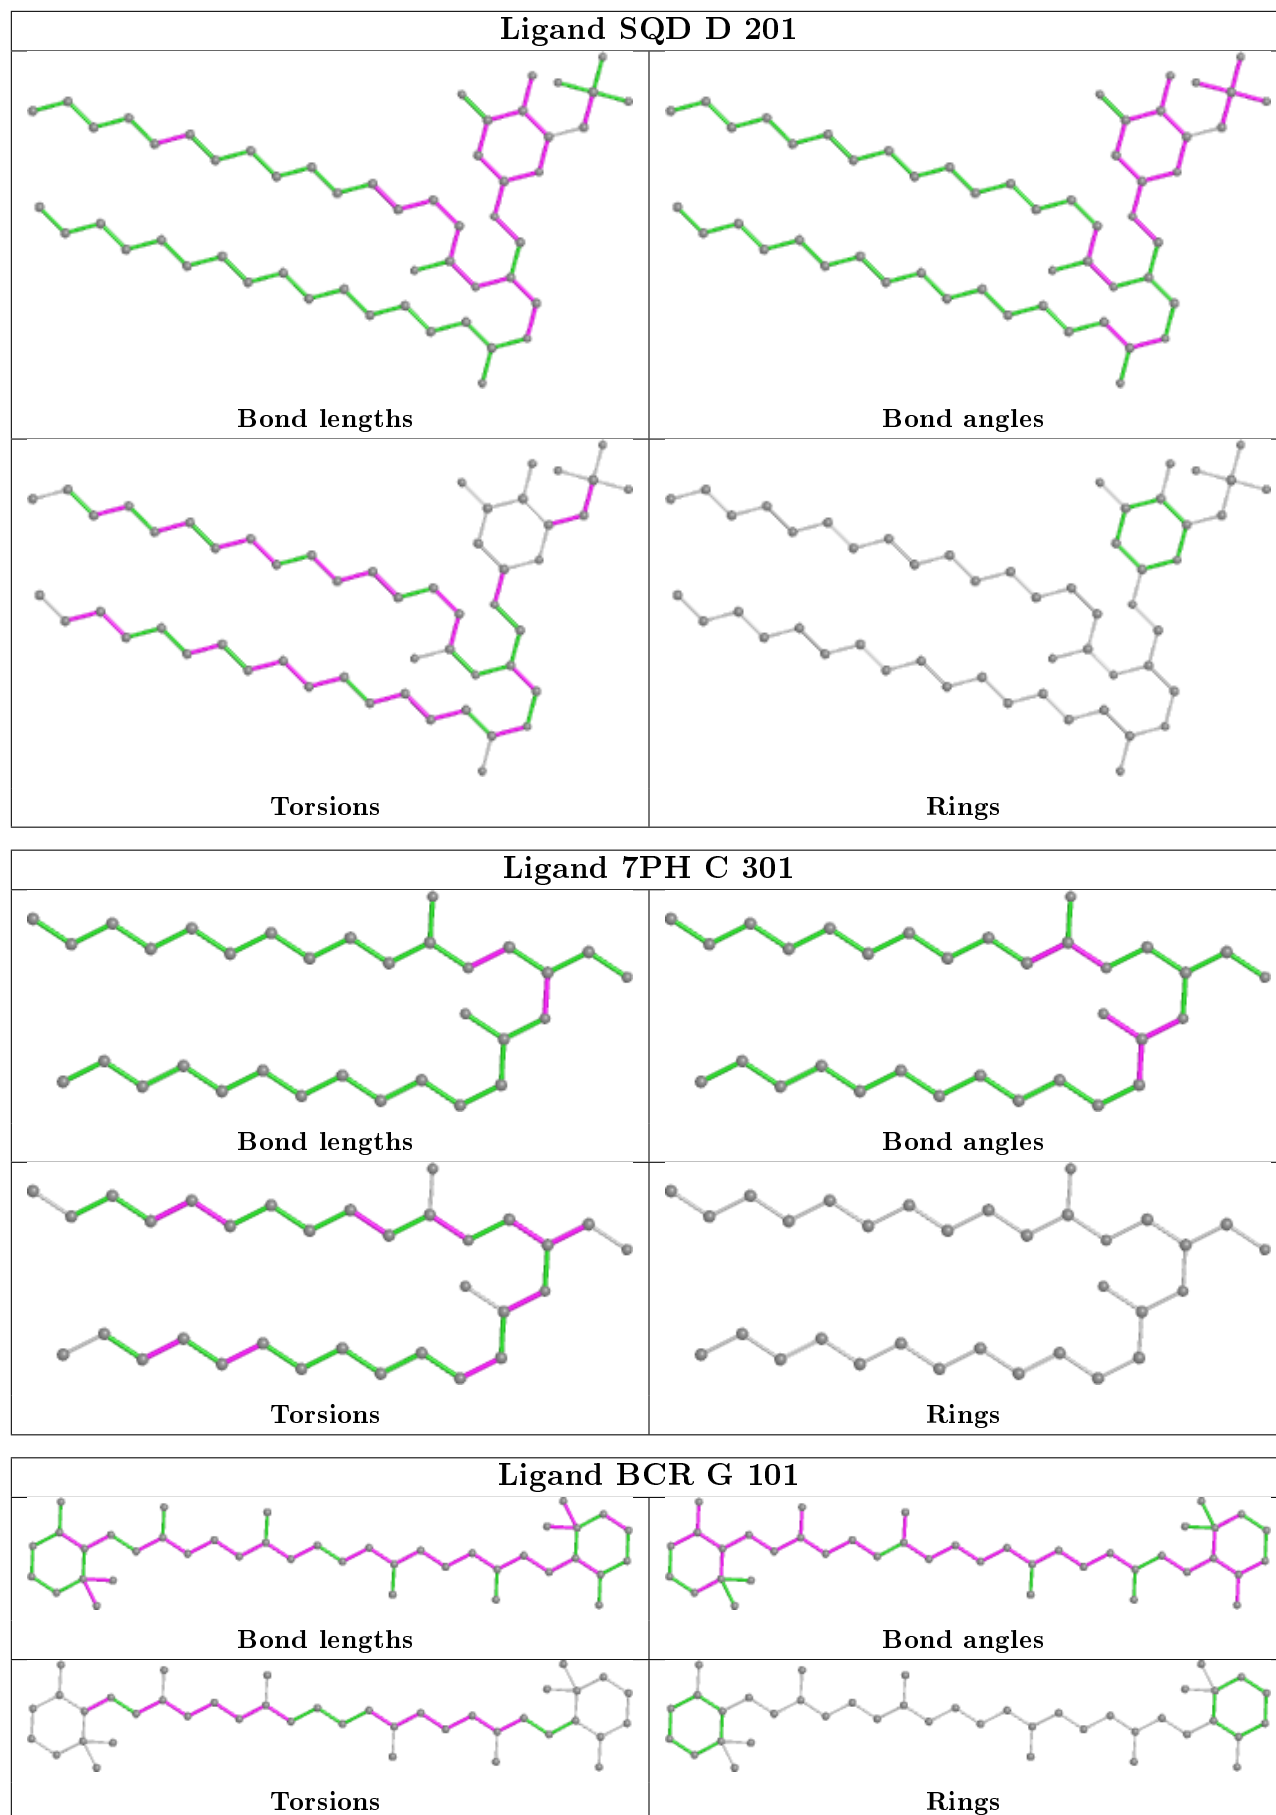 Ligand SQD D 201
Bond lengths
Bond angles
Torsions
Rings
Ligand 7PH C 301
Bond lengths
Bond angles
Torsions
Rings
Ligand BCR G 101
Bond lengths
Bond angles
Torsions
Rings